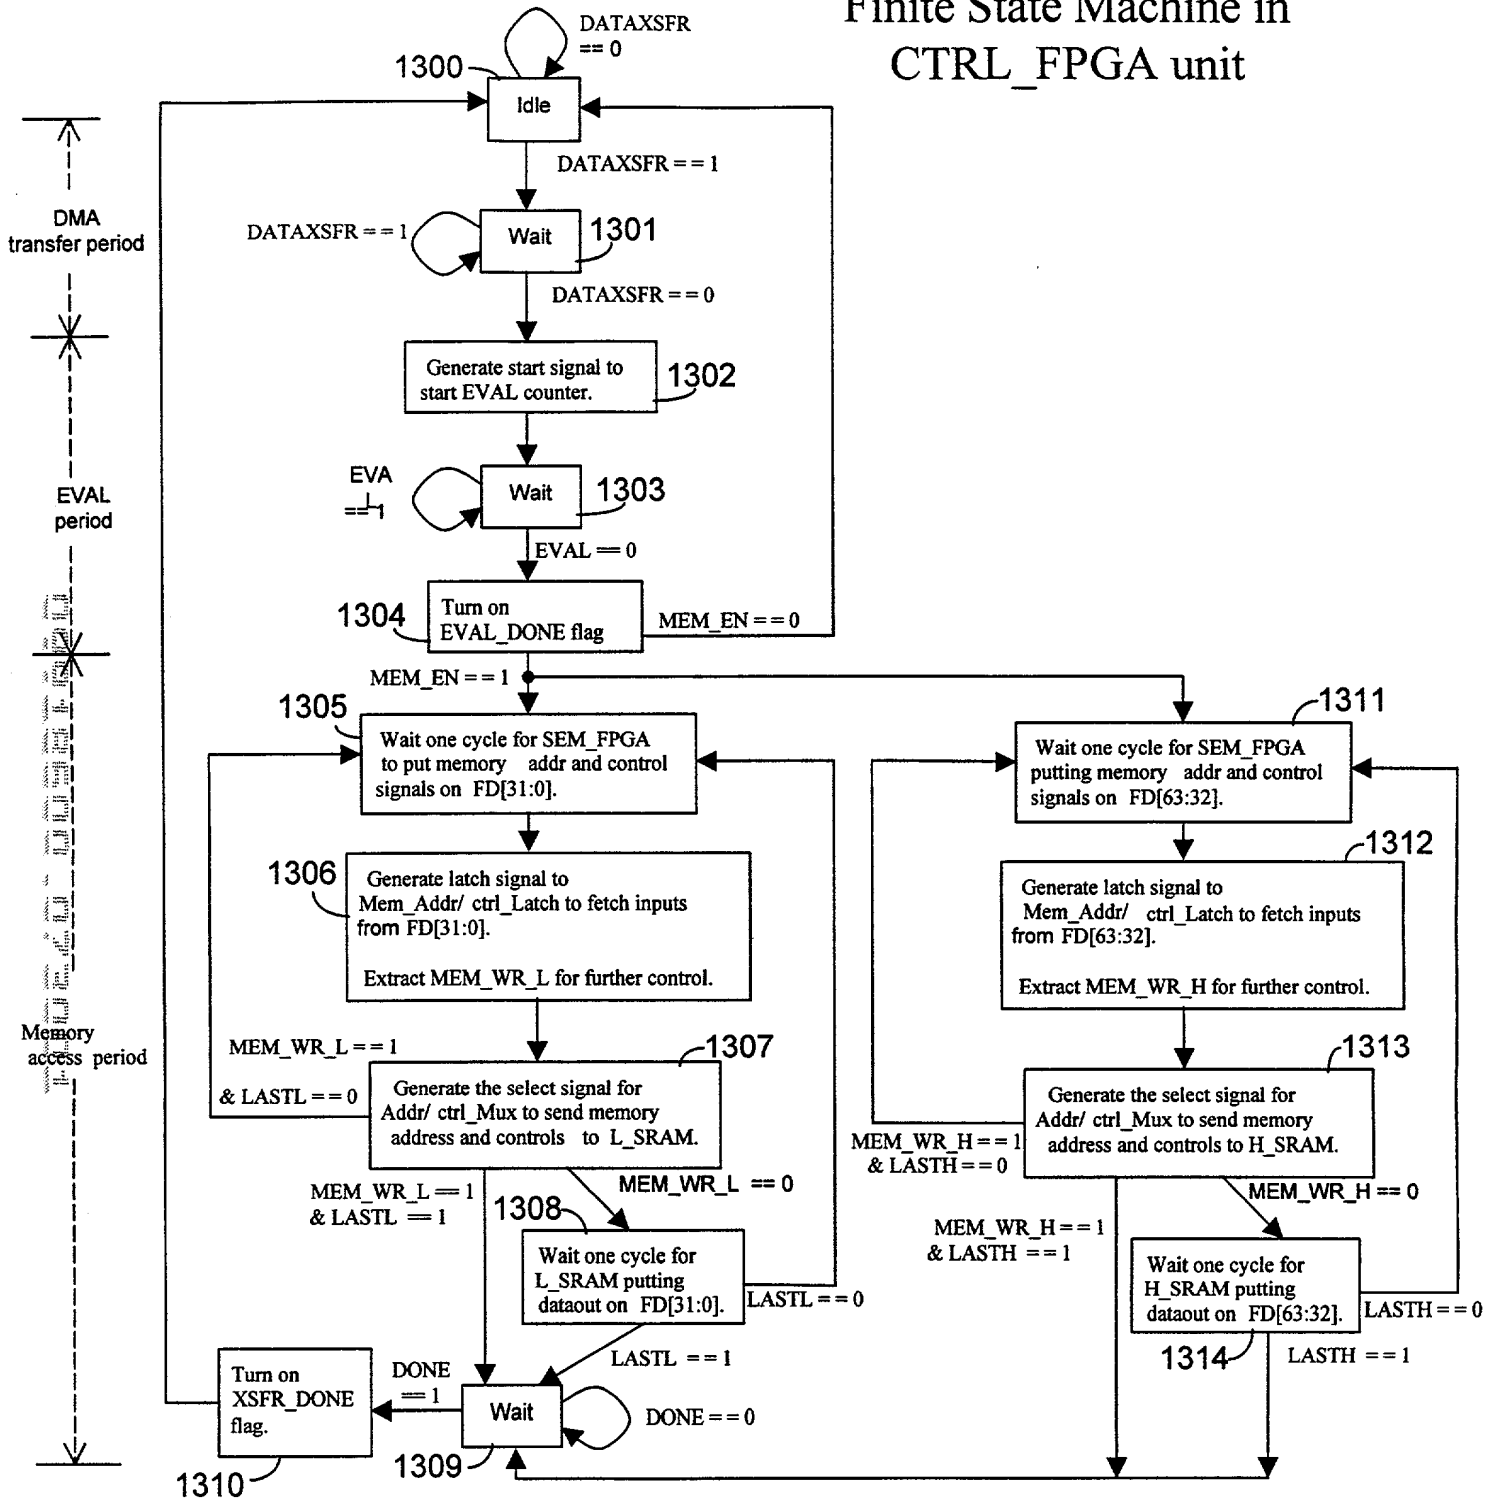 Finite State Machine in
CTRL_FPGA unit
DATAXSFR
== 0
1300
Idle
DATAXSFR == 1
DMA
transfer period
DATAXSFR == 1
Wait
1301
DATAXSFR == 0
Generate start signal to
start EVAL counter.
1302
EVAL
period
EVA
L
== 1
Wait
1303
EVAL == 0
1304
Turn on
EVAL_DONE flag
MEM_EN == 0
MEM_EN == 1
1305
Wait one cycle for SEM_FPGA
to put memory addr and control
signals on FD[31:0].
1311
Wait one cycle for SEM_FPGA
putting memory addr and control
signals on FD[63:32].
1306
Generate latch signal to
Mem_Addr/ ctrl_Latch to fetch inputs
from FD[31:0].
Extract MEM_WR_L for further control.
1312
Generate latch signal to
Mem_Addr/ ctrl_Latch to fetch inputs
from FD[63:32].
Extract MEM_WR_H for further control.
Memory
access period
MEM_WR_L == 1
& LASTL == 0
1307
Generate the select signal for
Addr/ ctrl_Mux to send memory
address and controls to L_SRAM.
1313
Generate the select signal for
Addr/ ctrl_Mux to send memory
address and controls to H_SRAM.
MEM_WR_H == 1
& LASTH == 0
MEM_WR_L == 1
& LASTL == 1
MEM_WR_L == 0
1308
Wait one cycle for
L_SRAM putting
dataout on FD[31:0].
LASTL == 0
LASTL == 1
MEM_WR_H == 1
& LASTH == 1
MEM_WR_H == 0
Wait one cycle for
H_SRAM putting
dataout on FD[63:32].
LASTH == 0
1314
LASTH == 1
Turn on
XSFR_DONE
flag.
1310
DONE
== 1
Wait
1309
DONE == 0